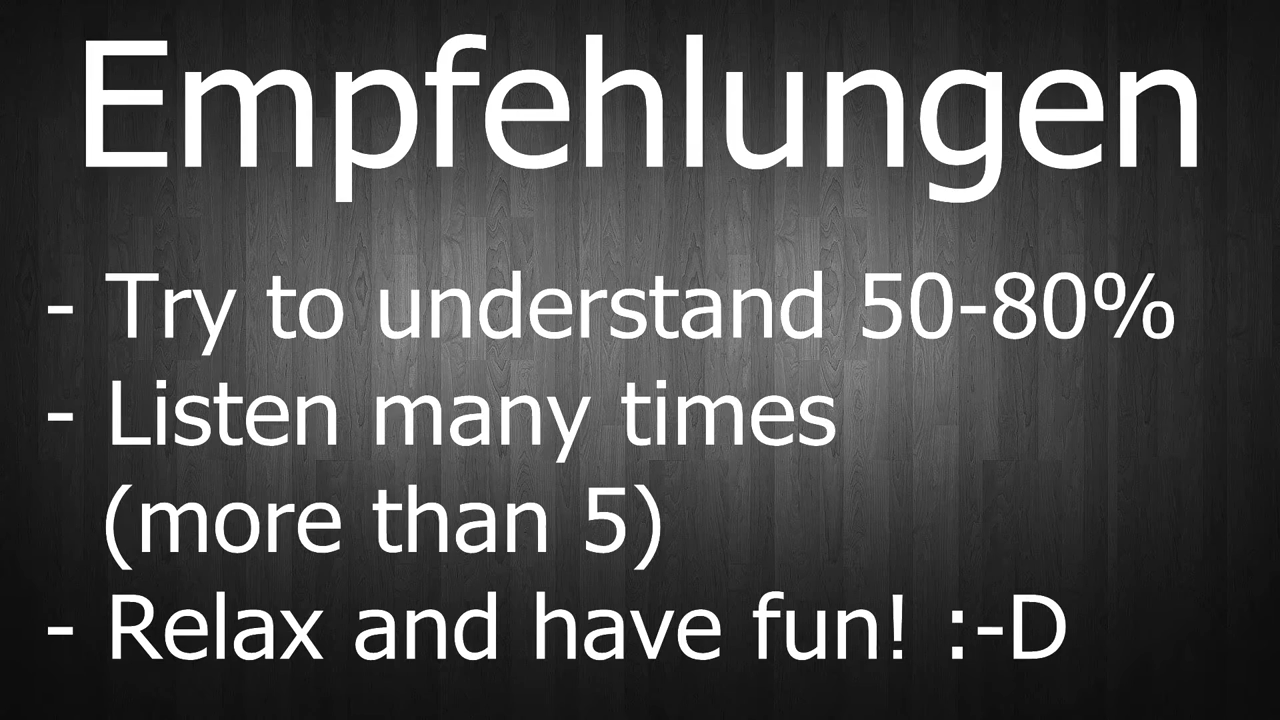 Empfehlungen
- Try to understand 50-80%
- Listen many times
(more than 5)
- Relax and have fun! :-D